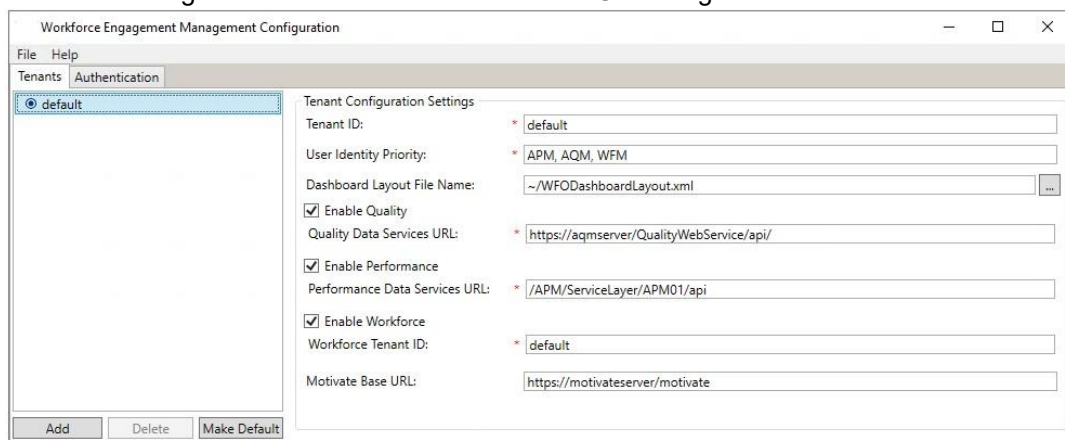 Workforce Engagement Management Configuration
File Help
Tenants Authentication
default
Tenant Configuration Settings
Tenant ID: * default
User Identity Priority: * APM, AQM, WFM
Dashboard Layout File Name: ~/WFODashboardLayout.xml ...
Enable Quality
Quality Data Services URL: * https://aqmserver/QualityWebService/api/
Enable Performance
Performance Data Services URL: * /APM/ServiceLayer/APM01/api
Enable Workforce
Workforce Tenant ID: * default
Motivate Base URL: https://motivateserver/motivate
Add Delete Make Default